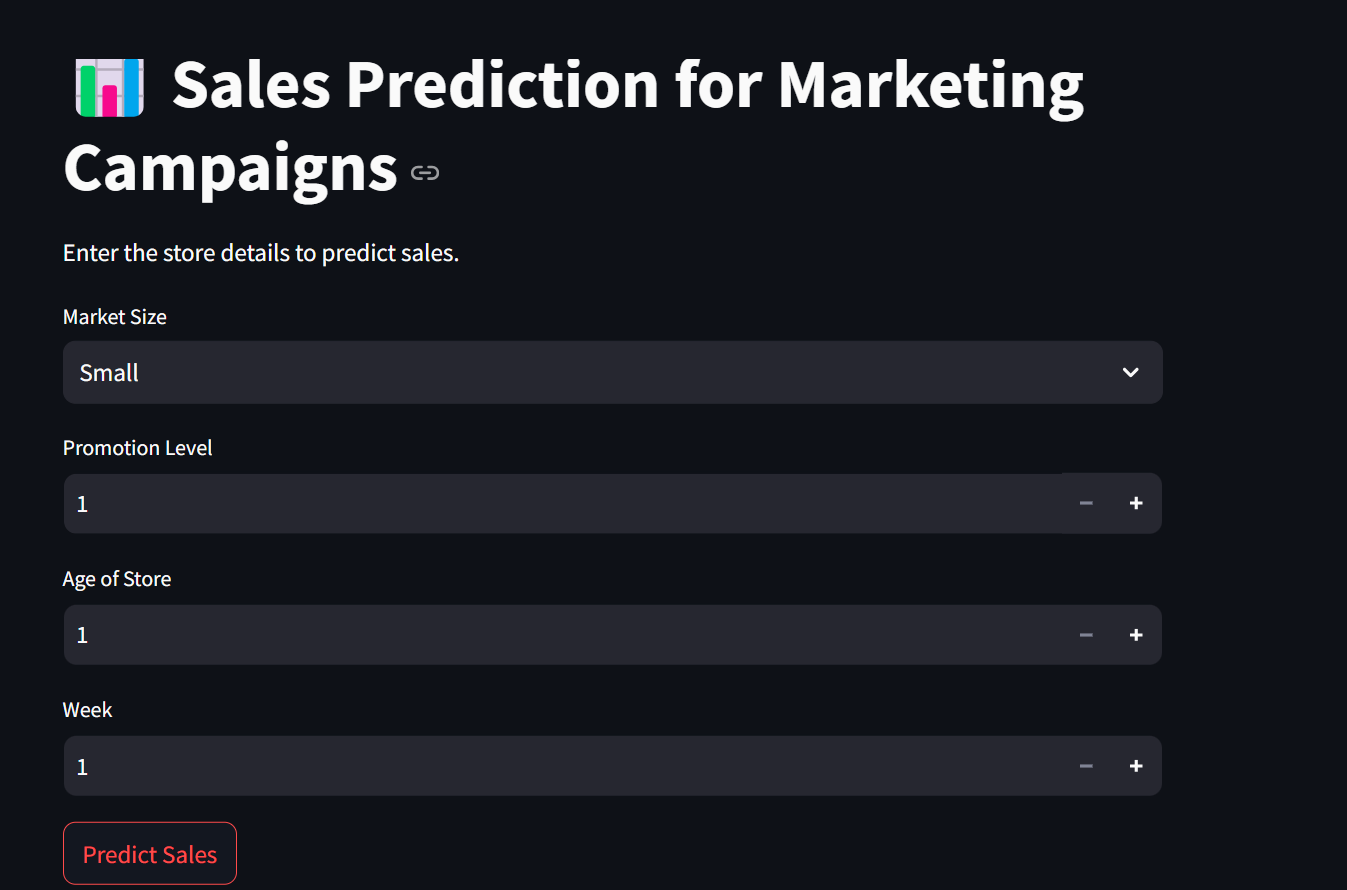 Sales Prediction for Marketing
Campaigns
Enter the store details to predict sales.
Market Size
Small
Promotion Level
1
Age of Store
1
Week
1
Predict Sales